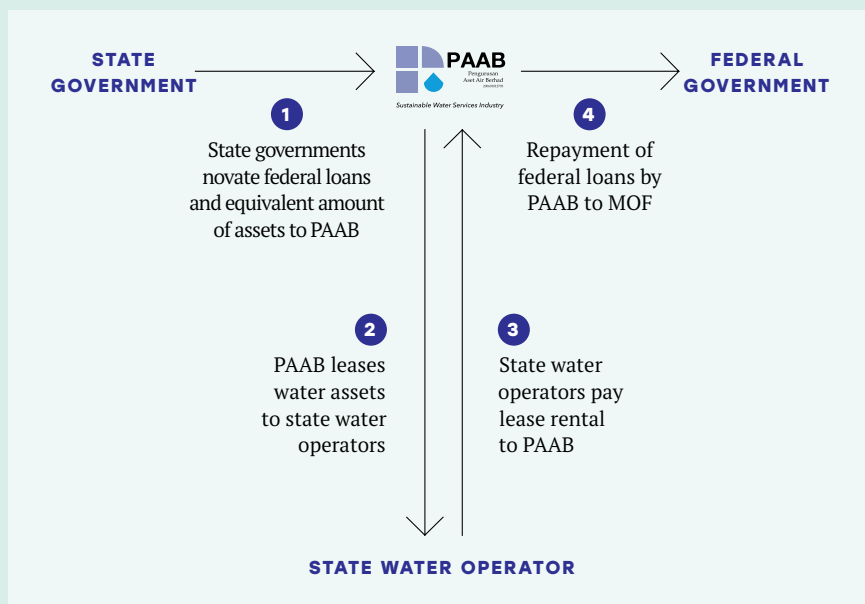 STATE
GOVERNMENT
PAAB
Pengurusan
Aset Air Berhad
Sustainable Water Services Industry
FEDERAL
GOVERNMENT
1
State governments
novate federal loans
and equivalent amount
of assets to PAAB
4
Repayment of
federal loans by
PAAB to MOF
2
PAAB leases
water assets
to state water
operators
3
State water
operators pay
lease rental
to PAAB
STATE WATER OPERATOR